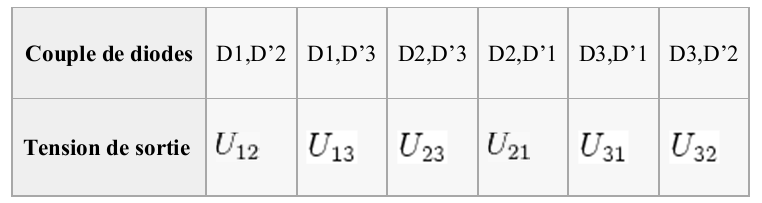 Couple de diodes D1,D’2 D1,D’3 D2,D’3 D2,D’1 D3,D’1 D3,D’2
Tension de sortie U12 U13 U23 U21 U31 U32